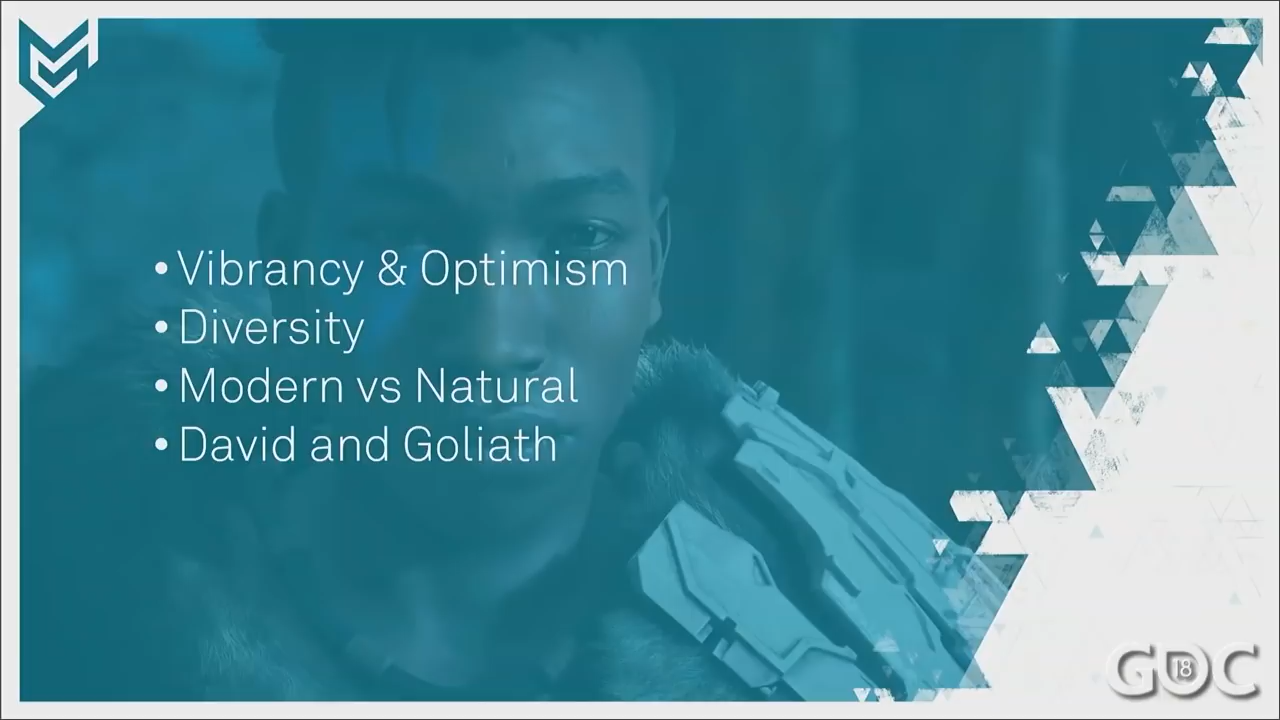 • Vibrancy & Optimism
• Diversity
• Modern vs Natural
• David and Goliath
GDC
18